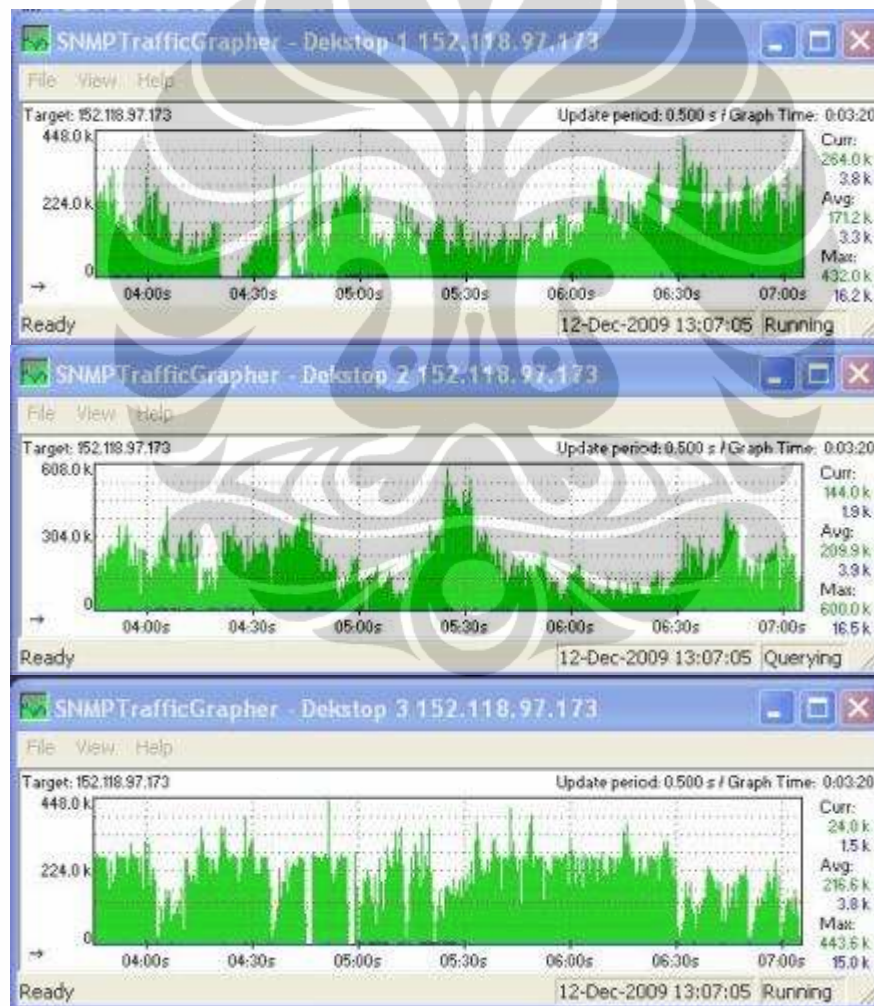 SNMPTrafficGrapher - Dekstop 1 152.118.97.173
File View Help
Target: 152.118.97.173 Update period: 0.500 s / Graph Time: 0:03:20
448.0 k
224.0 k
0
Curr:
264.0 k
3.8 k
Avg:
171.2 k
3.3 k
Max:
432.0 k
16.2 k
→ 04:00s 04:30s 05:00s 05:30s 06:00s 06:30s 07:00s
Ready 12-Dec-2009 13:07:05 Running
SNMPTrafficGrapher - Dekstop 2 152.118.97.173
File View Help
Target: 152.118.97.173 Update period: 0.500 s / Graph Time: 0:03:20
608.0 k
304.0 k
0
Curr:
144.0 k
1.9 k
Avg:
209.9 k
3.9 k
Max:
600.0 k
16.5 k
→ 04:00s 04:30s 05:00s 05:30s 06:00s 06:30s 07:00s
Ready 12-Dec-2009 13:07:05 Querying
SNMPTrafficGrapher - Dekstop 3 152.118.97.173
File View Help
Target: 152.118.97.173 Update period: 0.500 s / Graph Time: 0:03:20
448.0 k
224.0 k
0
Curr:
24.0 k
1.5 k
Avg:
216.6 k
3.8 k
Max:
443.6 k
15.0 k
→ 04:00s 04:30s 05:00s 05:30s 06:00s 06:30s 07:00s
Ready 12-Dec-2009 13:07:05 Running